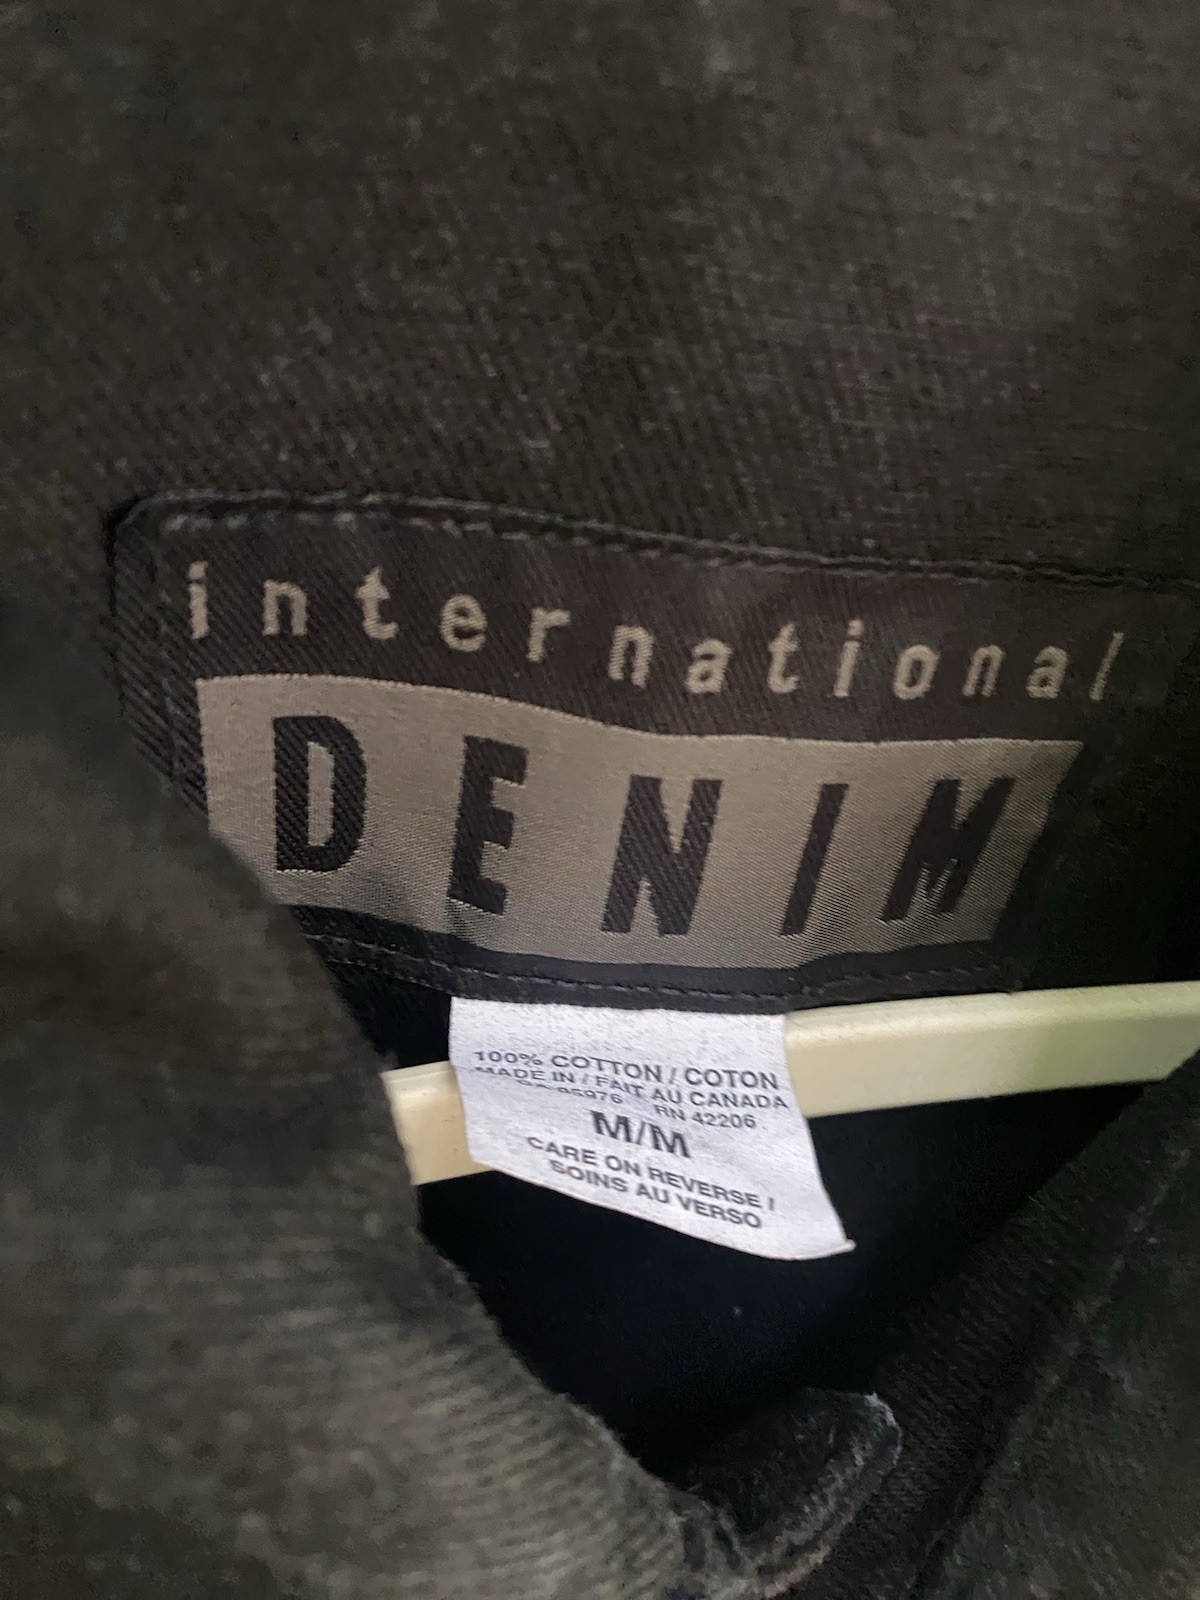 international
DENIM
100% COTTON / COTON
MADE IN / FAIT AU CANADA
RN 42206
M/M
CARE ON REVERSE /
SOINS AU VERSO